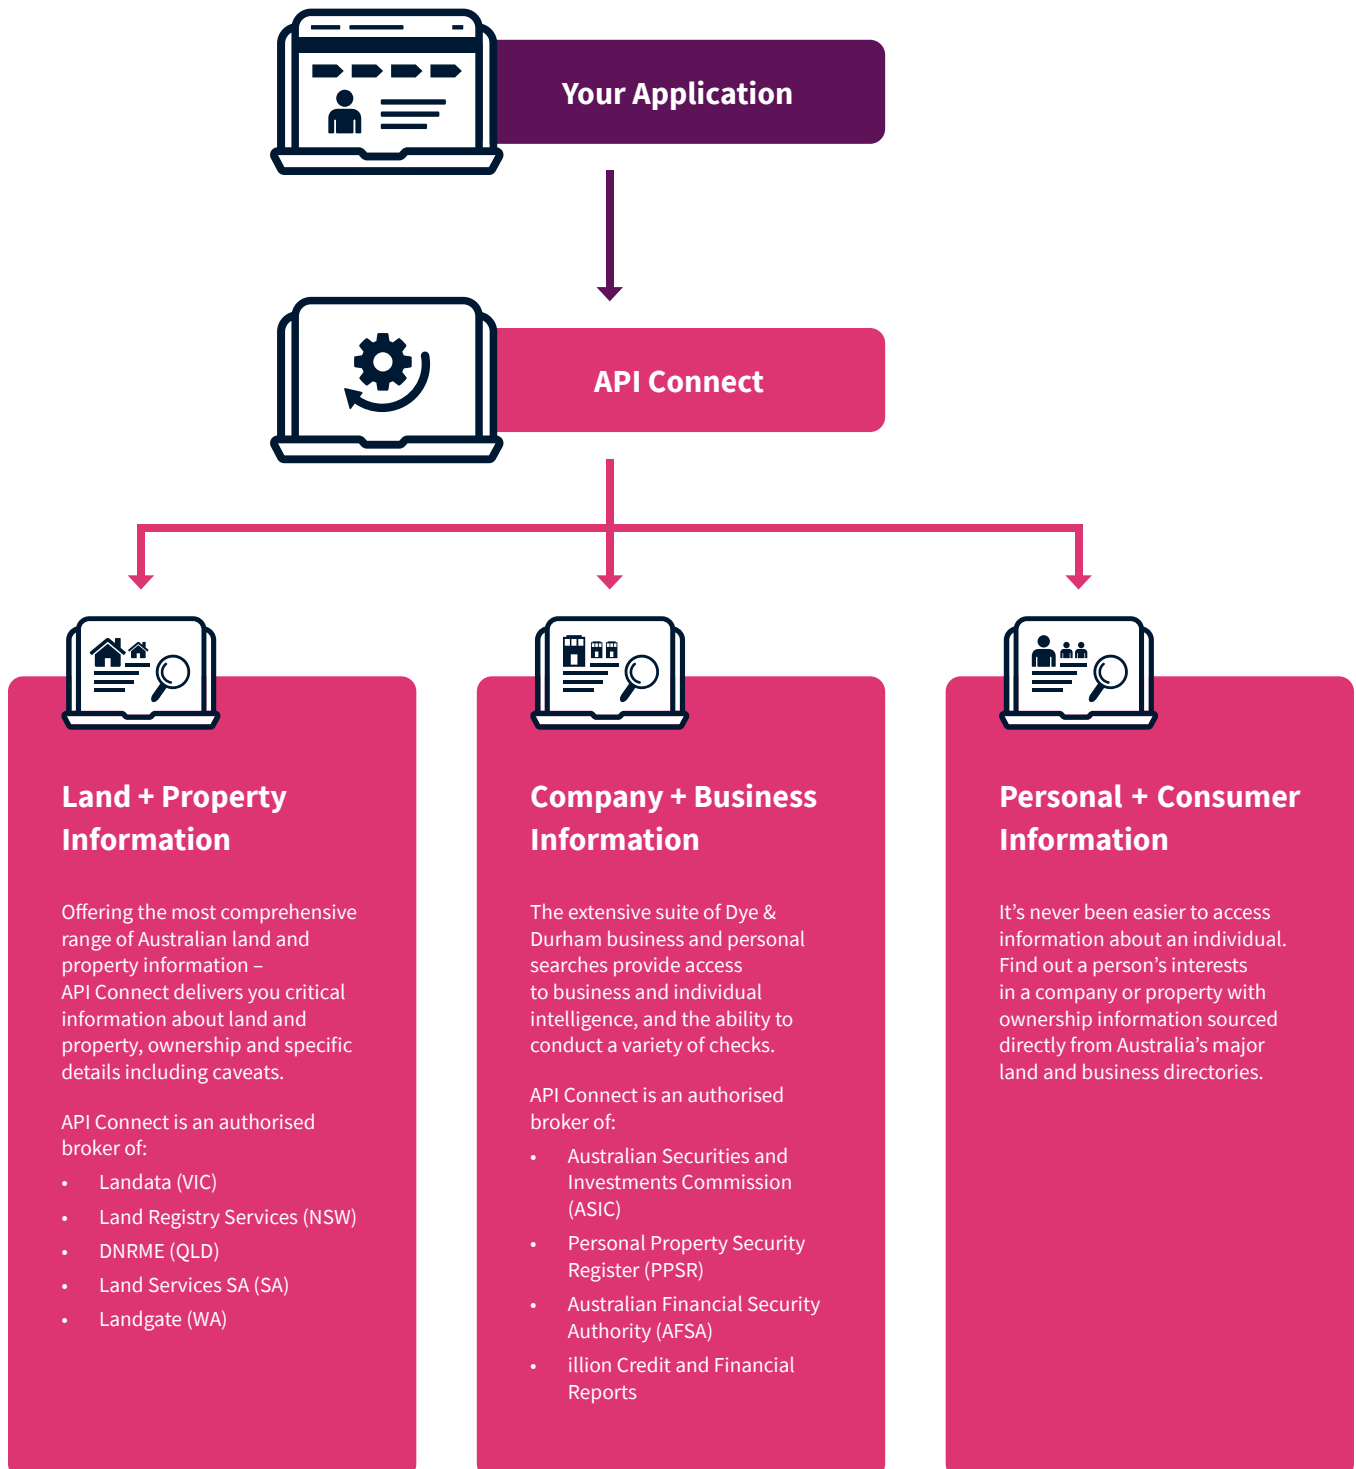 Your Application
API Connect
Land + Property
Information
Offering the most comprehensive
range of Australian land and
property information –
API Connect delivers you critical
information about land and
property, ownership and specific
details including caveats.
API Connect is an authorised
broker of:
• Landata (VIC)
• Land Registry Services (NSW)
• DNRME (QLD)
• Land Services SA (SA)
• Landgate (WA)
Company + Business
Information
The extensive suite of Dye &
Durham business and personal
searches provide access
to business and individual
intelligence, and the ability to
conduct a variety of checks.
API Connect is an authorised
broker of:
• Australian Securities and
Investments Commission
(ASIC)
• Personal Property Security
Register (PPSR)
• Australian Financial Security
Authority (AFSA)
• illion Credit and Financial
Reports
Personal + Consumer
Information
It’s never been easier to access
information about an individual.
Find out a person’s interests
in a company or property with
ownership information sourced
directly from Australia’s major
land and business directories.